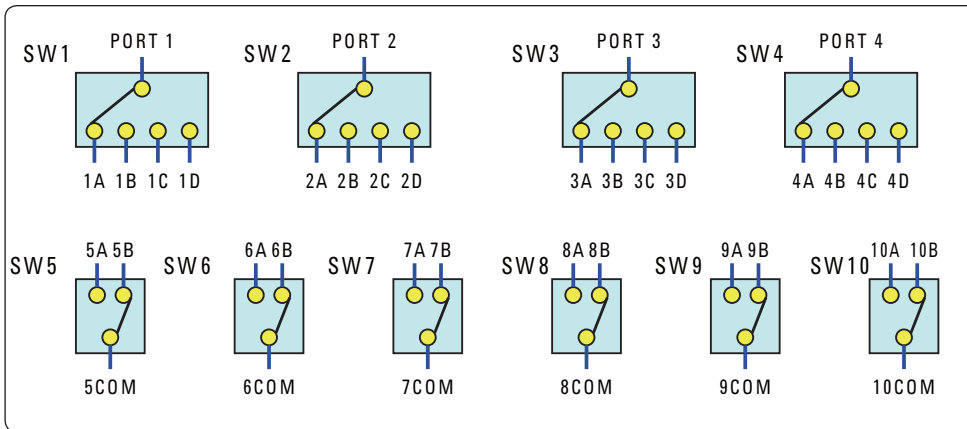 SW1 PORT 1 SW2 PORT 2 SW3 PORT 3 SW4 PORT 4
1A 1B 1C 1D 2A 2B 2C 2D 3A 3B 3C 3D 4A 4B 4C 4D
SW5 5A 5B SW6 6A 6B SW7 7A 7B SW8 8A 8B SW9 9A 9B SW10 10A 10B
5COM 6COM 7COM 8COM 9COM 10COM